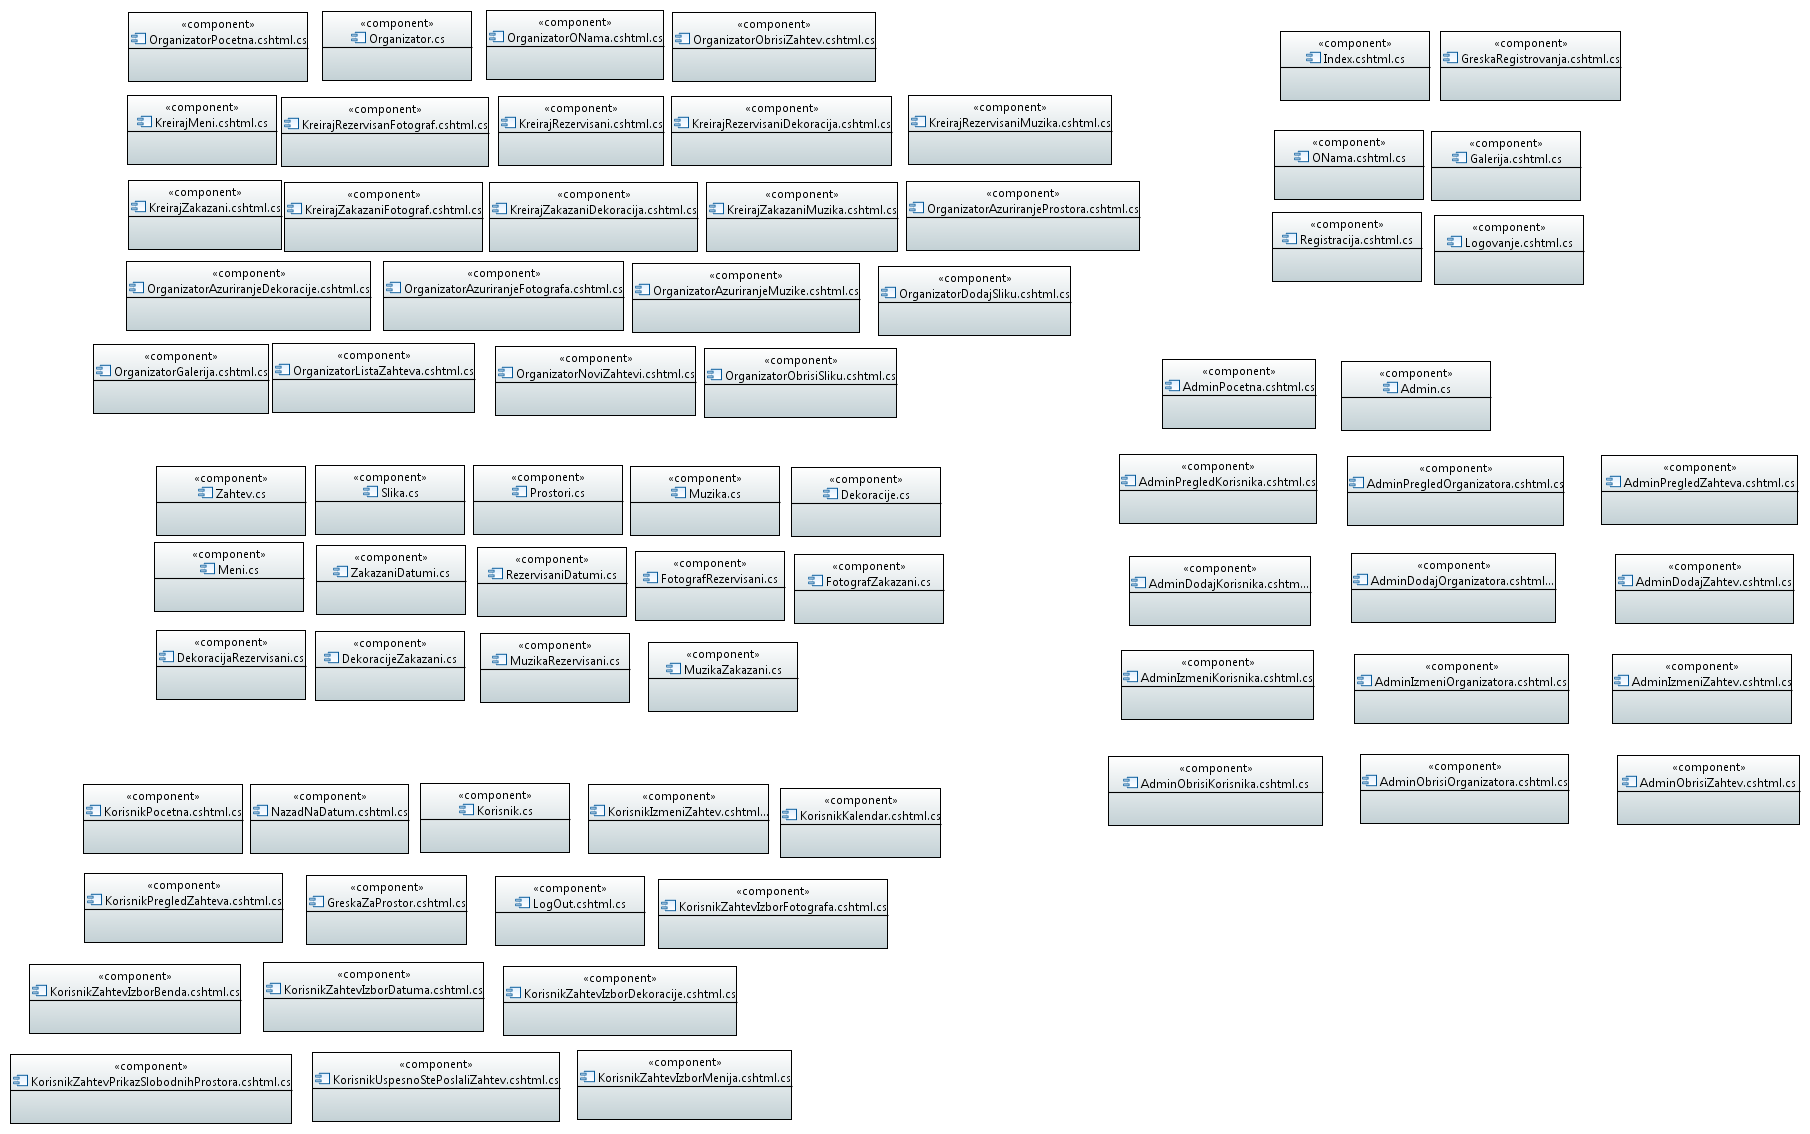 «component»
OrganizatorPocetna.cshtml.cs
«component»
Organizator.cs
«component»
OrganizatorONama.cshtml.cs
«component»
OrganizatorObrisiZahtev.cshtml.cs
«component»
KreirajMeni.cshtml.cs
«component»
KreirajRezervisanFotograf.cshtml.cs
«component»
KreirajRezervisani.cshtml.cs
«component»
KreirajRezervisaniDekoracija.cshtml.cs
«component»
KreirajRezervisaniMuzika.cshtml.cs
«component»
KreirajZakazani.cshtml.cs
«component»
KreirajZakazaniFotograf.cshtml.cs
«component»
KreirajZakazaniDekoracija.cshtml.cs
«component»
KreirajZakazaniMuzika.cshtml.cs
«component»
OrganizatorAzuriranjeProstora.cshtml.cs
«component»
OrganizatorAzuriranjeDekoracije.cshtml.cs
«component»
OrganizatorAzuriranjeFotografa.cshtml.cs
«component»
OrganizatorAzuriranjeMuzike.cshtml.cs
«component»
OrganizatorDodajSliku.cshtml.cs
«component»
OrganizatorGalerija.cshtml.cs
«component»
OrganizatorListaZahteva.cshtml.cs
«component»
OrganizatorNoviZahtevi.cshtml.cs
«component»
OrganizatorObrisiSliku.cshtml.cs
«component»
Index.cshtml.cs
«component»
GreskaRegistrovanja.cshtml.cs
«component»
ONama.cshtml.cs
«component»
Galerija.cshtml.cs
«component»
Registracija.cshtml.cs
«component»
Logovanje.cshtml.cs
«component»
AdminPocetna.cshtml.cs
«component»
Admin.cs
«component»
AdminPregledKorisnika.cshtml.cs
«component»
AdminPregledOrganizatora.cshtml.cs
«component»
AdminPregledZahteva.cshtml.cs
«component»
AdminDodajKorisnika.cshtm...
«component»
AdminDodajOrganizatora.cshtml...
«component»
AdminDodajZahtev.cshtml.cs
«component»
AdminIzmeniKorisnika.cshtml.cs
«component»
AdminIzmeniOrganizatora.cshtml.cs
«component»
AdminIzmeniZahtev.cshtml.cs
«component»
AdminObrisiKorisnika.cshtml.cs
«component»
AdminObrisiOrganizatora.cshtml.cs
«component»
AdminObrisiZahtev.cshtml.cs
«component»
Zahtev.cs
«component»
Slika.cs
«component»
Prostori.cs
«component»
Muzika.cs
«component»
Dekoracije.cs
«component»
Meni.cs
«component»
ZakazaniDatumi.cs
«component»
RezervisaniDatumi.cs
«component»
FotografRezervisani.cs
«component»
FotografZakazani.cs
«component»
DekoracijaRezervisani.cs
«component»
DekoracijeZakazani.cs
«component»
MuzikaRezervisani.cs
«component»
MuzikaZakazani.cs
«component»
KorisnikPocetna.cshtml.cs
«component»
NazadNaDatum.cshtml.cs
«component»
Korisnik.cs
«component»
KorisnikIzmeniZahtev.cshtml...
«component»
KorisnikKalendar.cshtml.cs
«component»
KorisnikPregledZahteva.cshtml.cs
«component»
GreskaZaProstor.cshtml.cs
«component»
LogOut.cshtml.cs
«component»
KorisnikZahtevIzborFotografa.cshtml.cs
«component»
KorisnikZahtevIzborBenda.cshtml.cs
«component»
KorisnikZahtevIzborDatuma.cshtml.cs
«component»
KorisnikZahtevIzborDekoracije.cshtml.cs
«component»
KorisnikZahtevPrikazSlobodnihProstora.cshtml.cs
«component»
KorisnikUspesnoStePoslaliZahtev.cshtml.cs
«component»
KorisnikZahtevIzborMenija.cshtml.cs